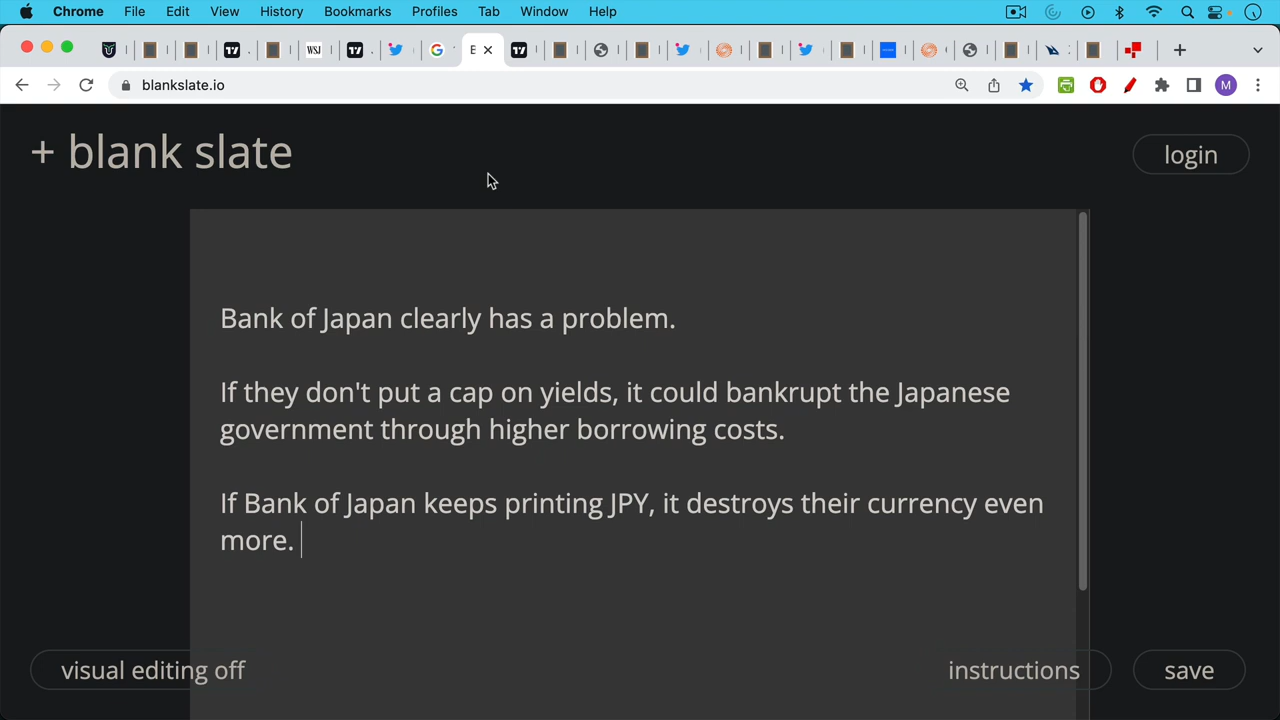 Chrome File Edit View History Bookmarks Profiles Tab Window Help
WSJ
blankslate.io
M
+ blank slate
login
Bank of Japan clearly has a problem.
If they don't put a cap on yields, it could bankrupt the Japanese
government through higher borrowing costs.
If Bank of Japan keeps printing JPY, it destroys their currency even
more.
visual editing off
instructions
save